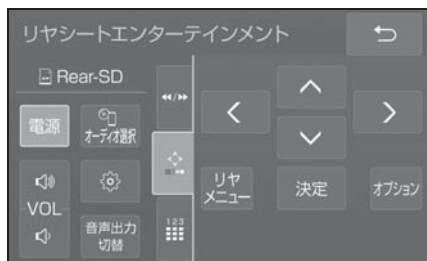 リヤシートエンターテインメント
Rear-SD
電源
オーディオ選択
VOL
音声出力
切替
123
リヤ
メニュー
決定
オプション